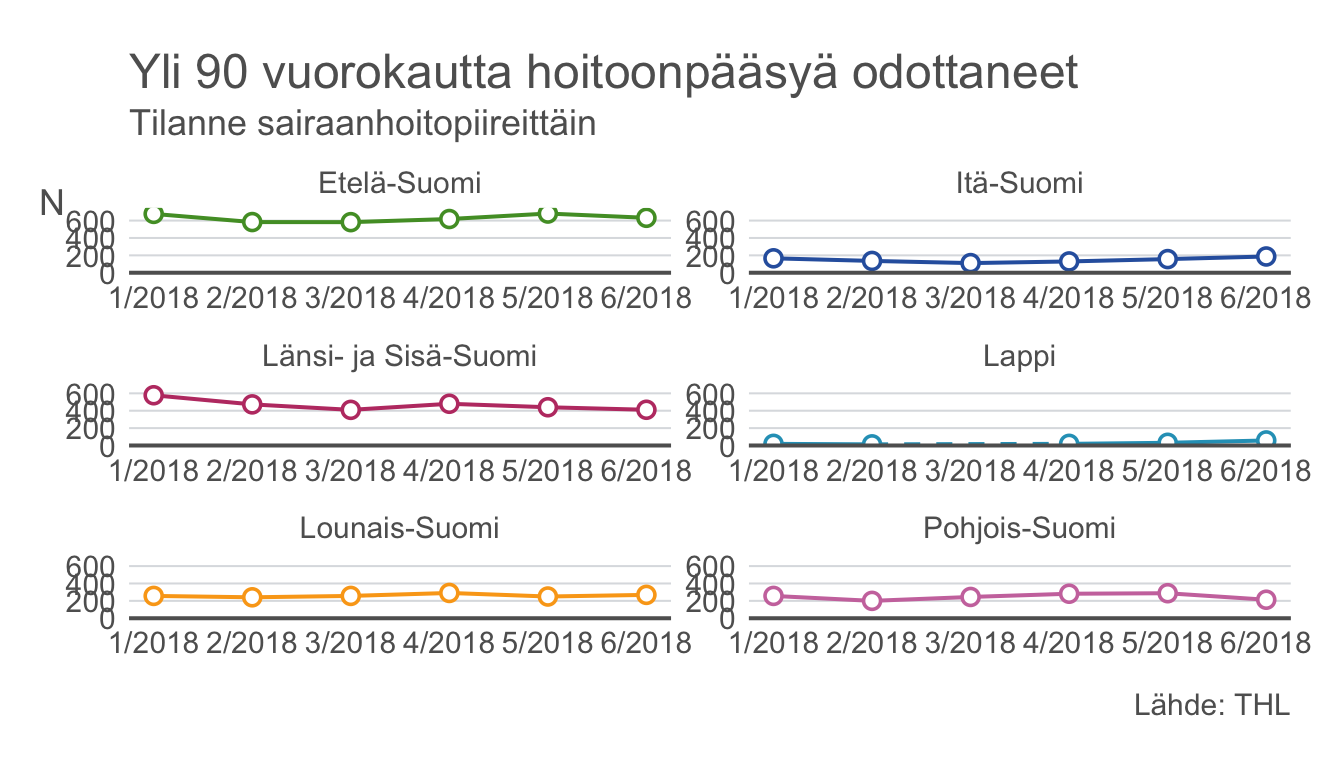 Yli 90 vuorokautta hoitoonpääsyä odottaneet
Tilanne sairaanhoitopiireittäin
N
Etelä-Suomi
600
400
200
0
1/2018 2/2018 3/2018 4/2018 5/2018 6/2018
Itä-Suomi
600
400
200
0
1/2018 2/2018 3/2018 4/2018 5/2018 6/2018
Länsi- ja Sisä-Suomi
600
400
200
0
1/2018 2/2018 3/2018 4/2018 5/2018 6/2018
Lappi
600
400
200
0
1/2018 2/2018 3/2018 4/2018 5/2018 6/2018
Lounais-Suomi
600
400
200
0
1/2018 2/2018 3/2018 4/2018 5/2018 6/2018
Pohjois-Suomi
600
400
200
0
1/2018 2/2018 3/2018 4/2018 5/2018 6/2018
Lähde: THL